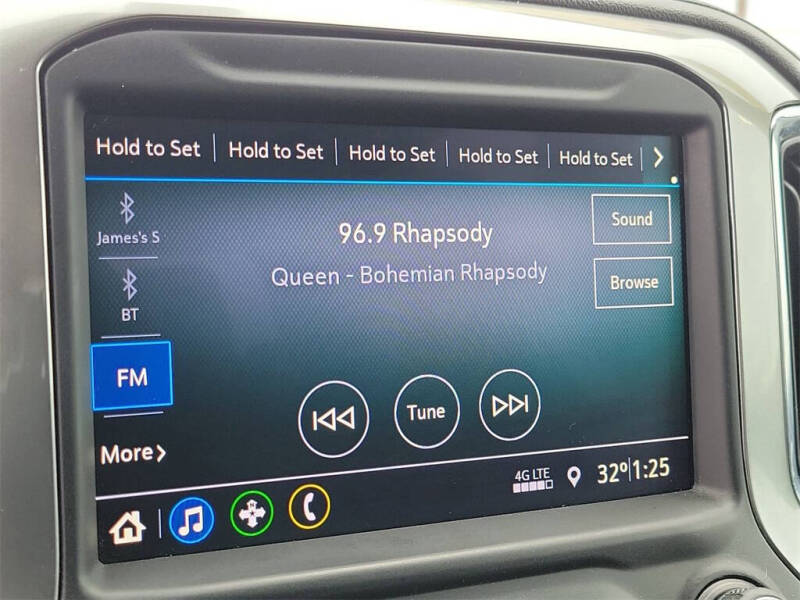 Hold to Set Hold to Set Hold to Set Hold to Set Hold to Set
James's S
96.9 Rhapsody
Sound
Queen - Bohemian Rhapsody
Browse
BT
FM
Tune
More
4G LTE
32° 1:25